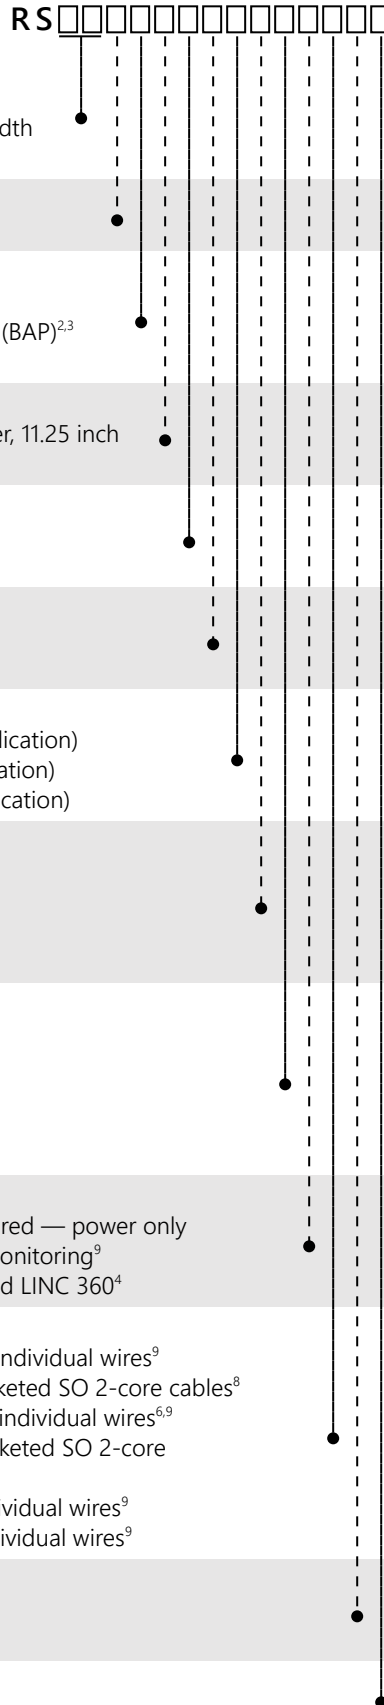 RS
dth
(BAP)2,3
er, 11.25 inch
lication)
ation)
cation)
red — power only
onitoring9
d LINC 3604
ndividual wires9
keted SO 2-core cables8
individual wires6,9
keted SO 2-core
ividual wires9
ividual wires9